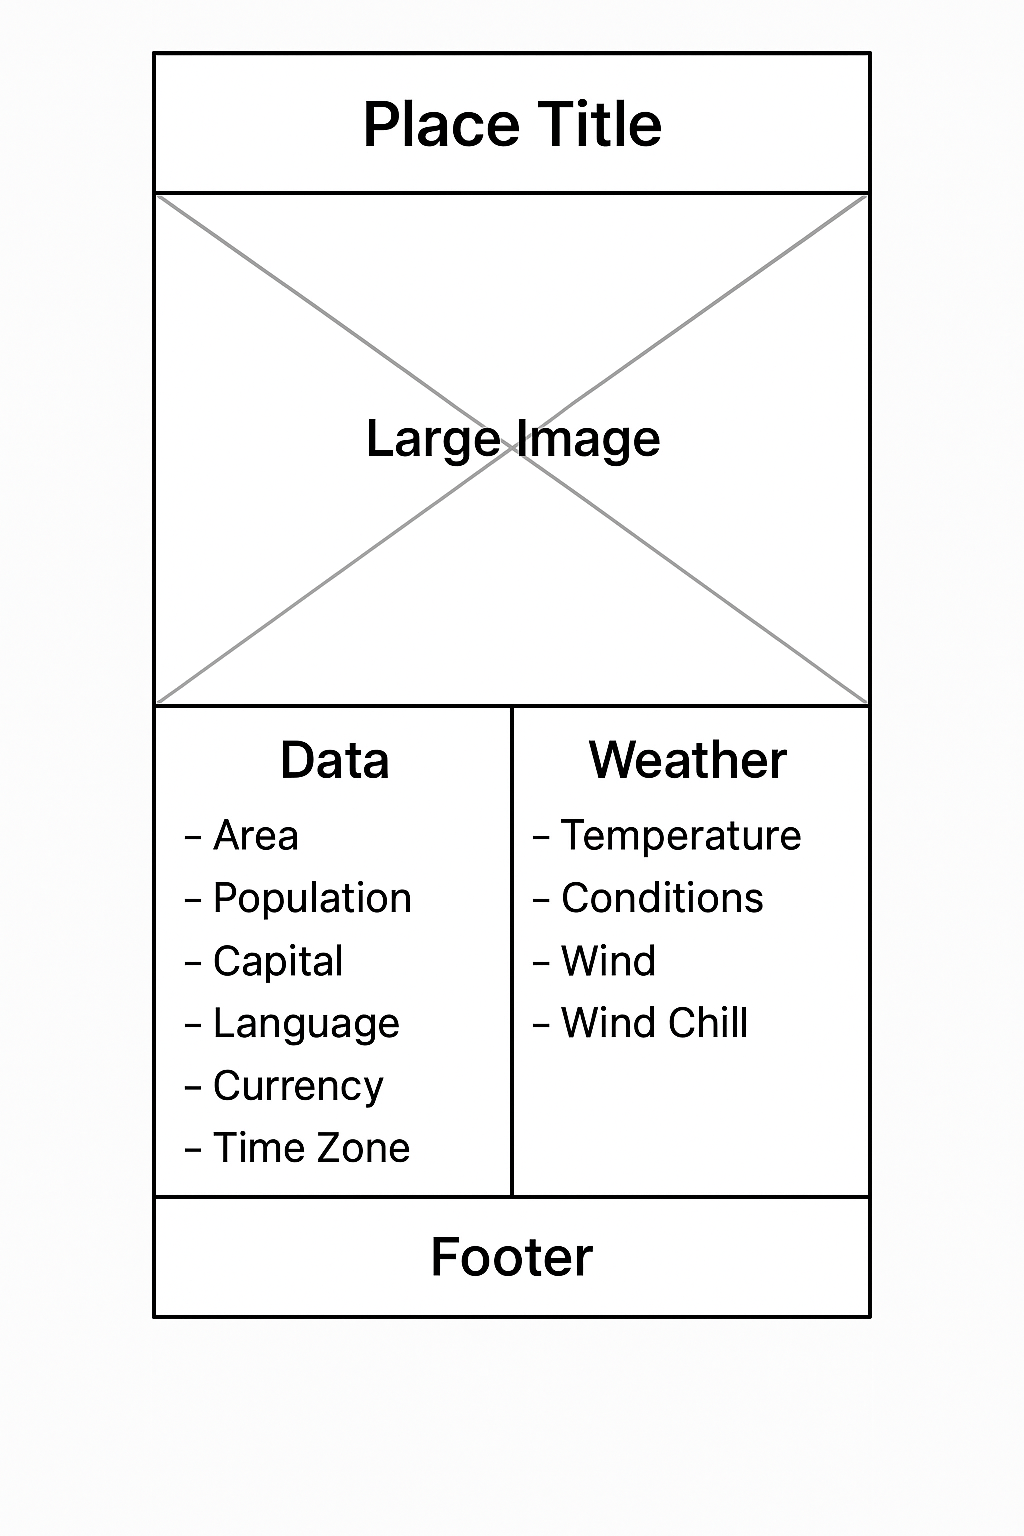 Place Title
Large Image
Data
– Area
– Population
– Capital
– Language
– Currency
– Time Zone
Weather
– Temperature
– Conditions
– Wind
– Wind Chill
Footer